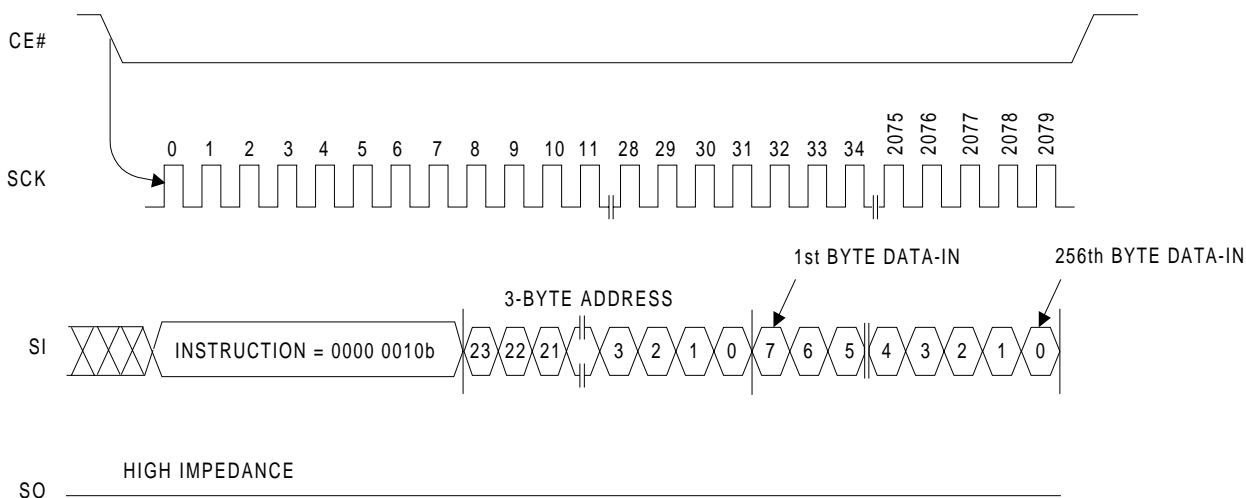 CE#
2075 2076 2077 2078 2079
0 1 2 3 4 5 6 7 8 9 10 11 28 29 30 31 32 33 34
SCK
1st BYTE DATA-IN 256th BYTE DATA-IN
3-BYTE ADDRESS
SI INSTRUCTION = 0000 0010b 23 22 21 3 2 1 0 7 6 5 4 3 2 1 0
HIGH IMPEDANCE
SO